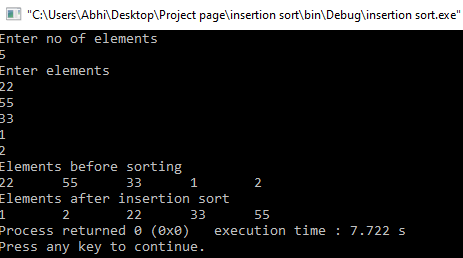 "C:\Users\Abhi\Desktop\Project page\insertion sort\bin\Debug\insertion sort.exe"
Enter no of elements
5
Enter elements
22
55
33
1
2
Elements before sorting
22 55 33 1 2
Elements after insertion sort
1 2 22 33 55
Process returned 0 (0x0) execution time : 7.722 s
Press any key to continue.